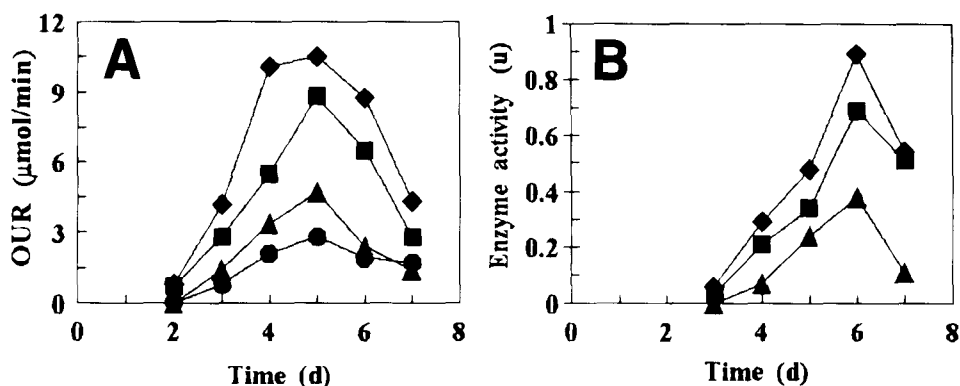 A
OUR (μmol/min)
12
9
6
3
0
0 2 4 6 8
Time (d)
B
Enzyme activity (u)
1
0.8
0.6
0.4
0.2
0
0 2 4 6 8
Time (d)